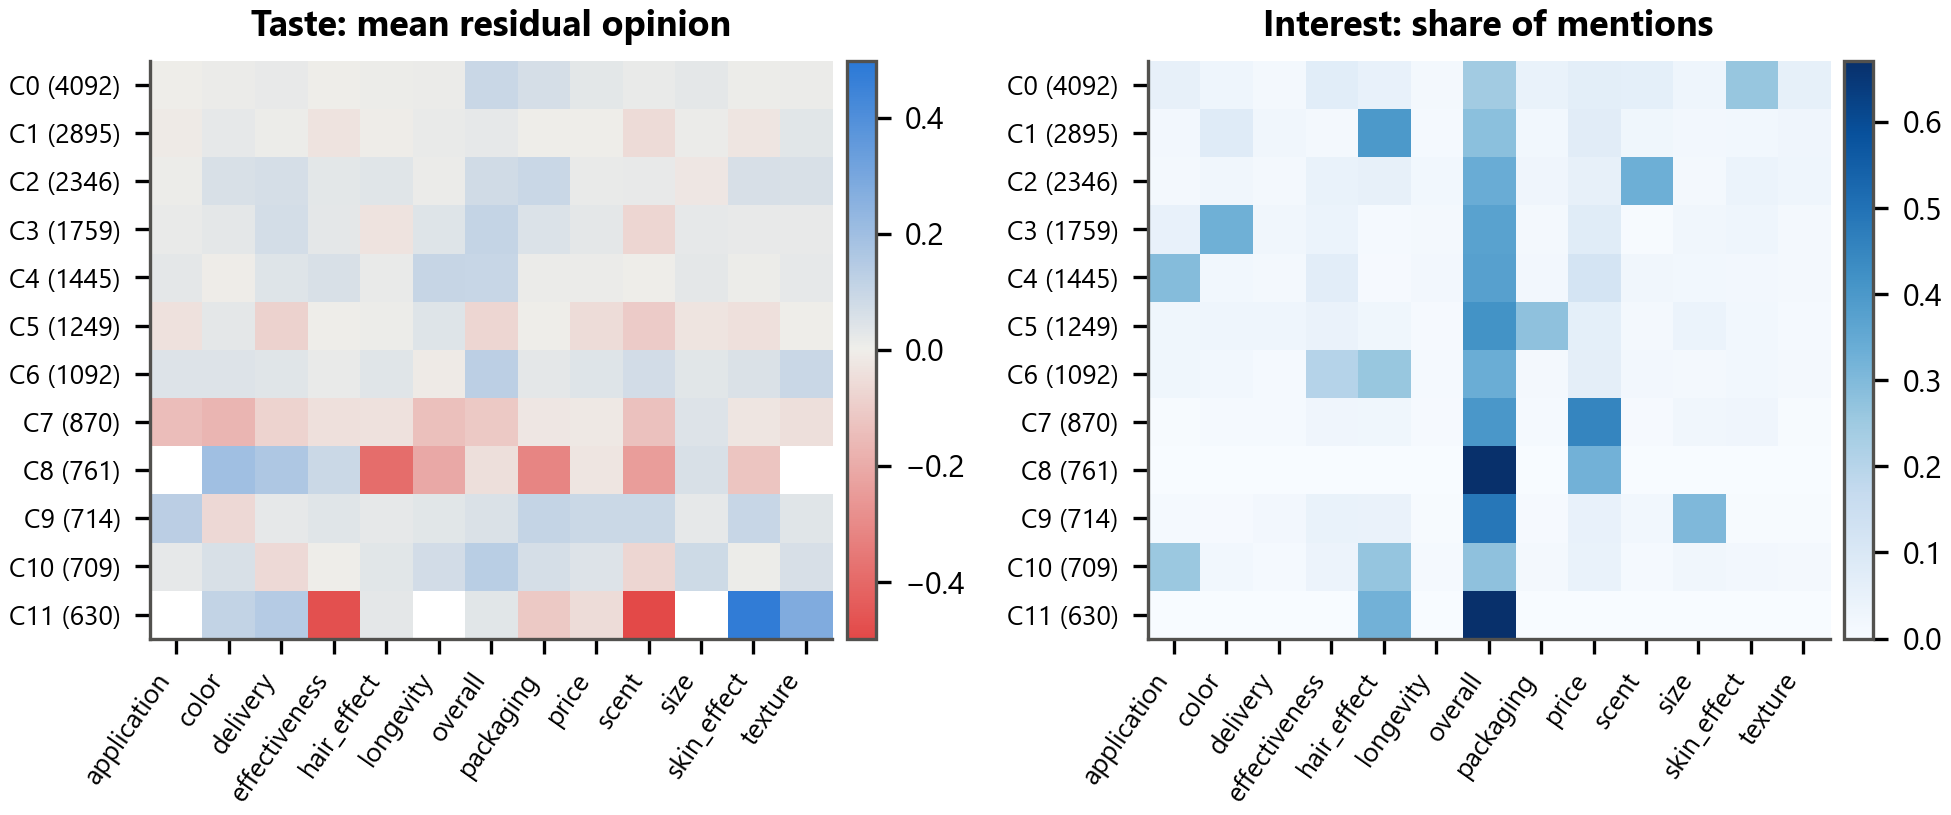 Taste: mean residual opinion
C0 (4092)
C1 (2895)
C2 (2346)
C3 (1759)
C4 (1445)
C5 (1249)
C6 (1092)
C7 (870)
C8 (761)
C9 (714)
C10 (709)
C11 (630)
application
color
delivery
effectiveness
hair_effect
longevity
overall
packaging
price
scent
size
skin_effect
texture
0.4
0.2
0.0
−0.2
−0.4
Interest: share of mentions
C0 (4092)
C1 (2895)
C2 (2346)
C3 (1759)
C4 (1445)
C5 (1249)
C6 (1092)
C7 (870)
C8 (761)
C9 (714)
C10 (709)
C11 (630)
application
color
delivery
effectiveness
hair_effect
longevity
overall
packaging
price
scent
size
skin_effect
texture
0.6
0.5
0.4
0.3
0.2
0.1
0.0